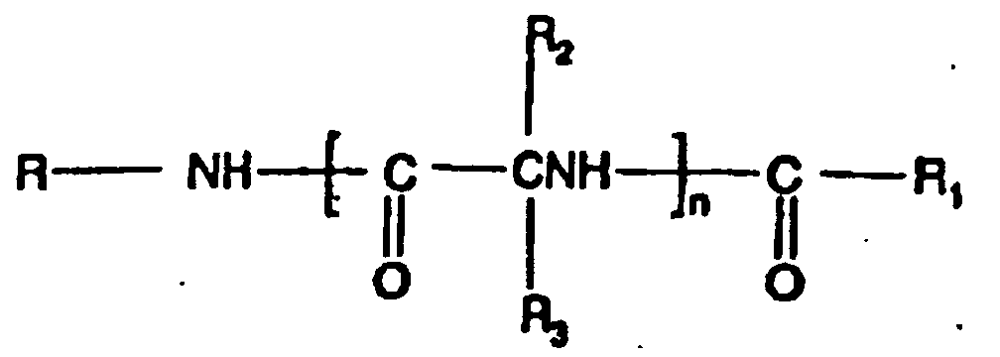 R₂
R NH [ C CNH ]n C R₁
O O
R₃